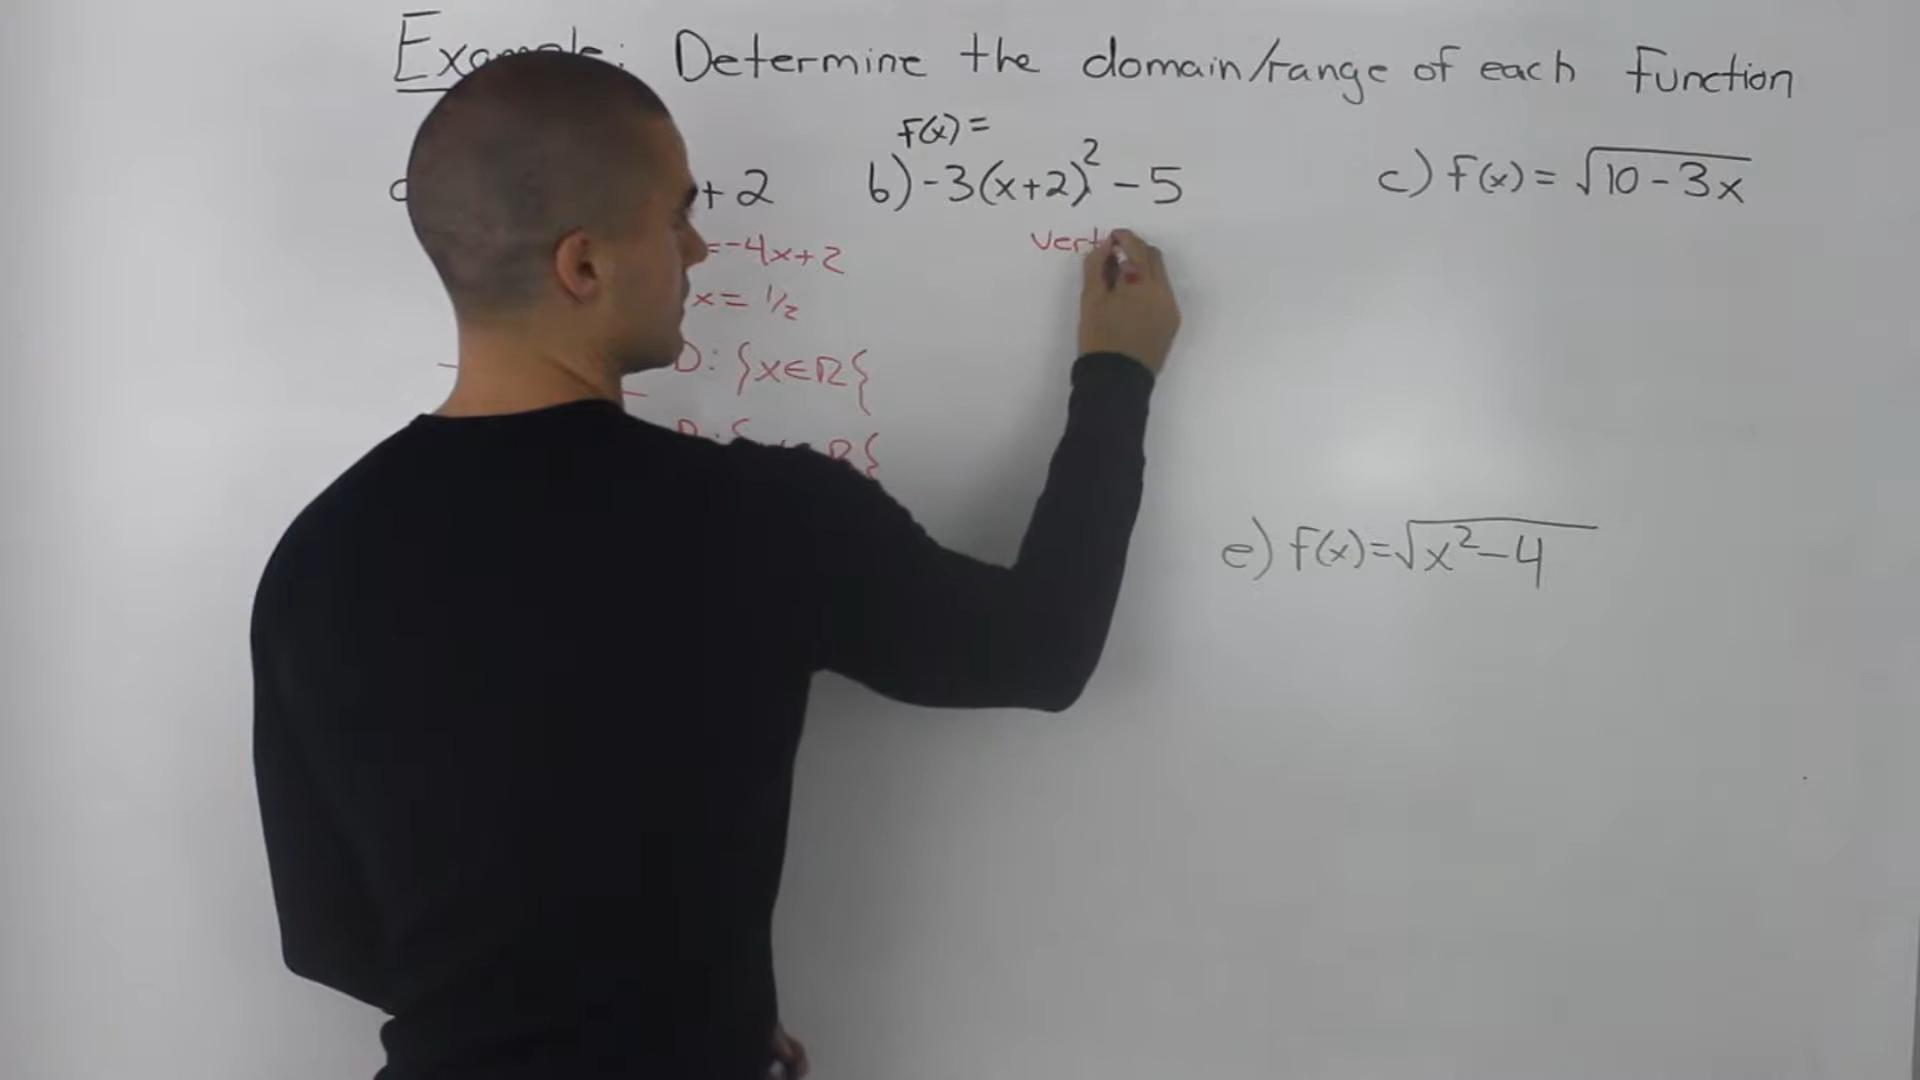 Example: Determine the domain/range of each function
f(x) =
+ 2
b) -3(x+2)² - 5
c) f(x) = √10 - 3x
=-4x+2
x = 1/2
D: {x∈R}
R}
vert
e) f(x) = √x² - 4